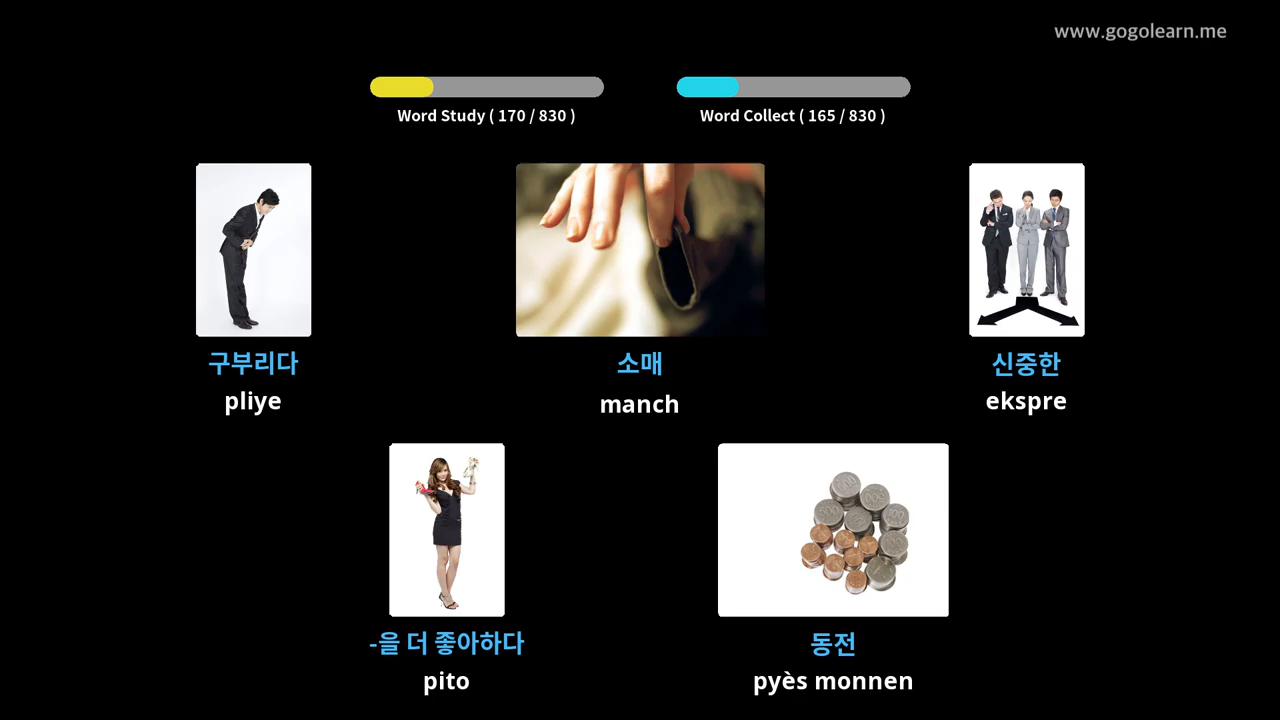 www.gogolearn.me
Word Study ( 170 / 830 )
Word Collect ( 165 / 830 )
구부리다
pliye
소매
manch
신중한
ekspre
-을 더 좋아하다
pito
동전
pyès monnen